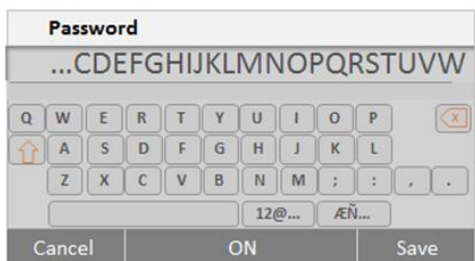 Password
...CDEFGHIJKLMNOPQRSTUVW
Q W E R T Y U I O P X
A S D F G H J K L
Z X C V B N M ; : , .
12@... ÆÑ...
Cancel ON Save